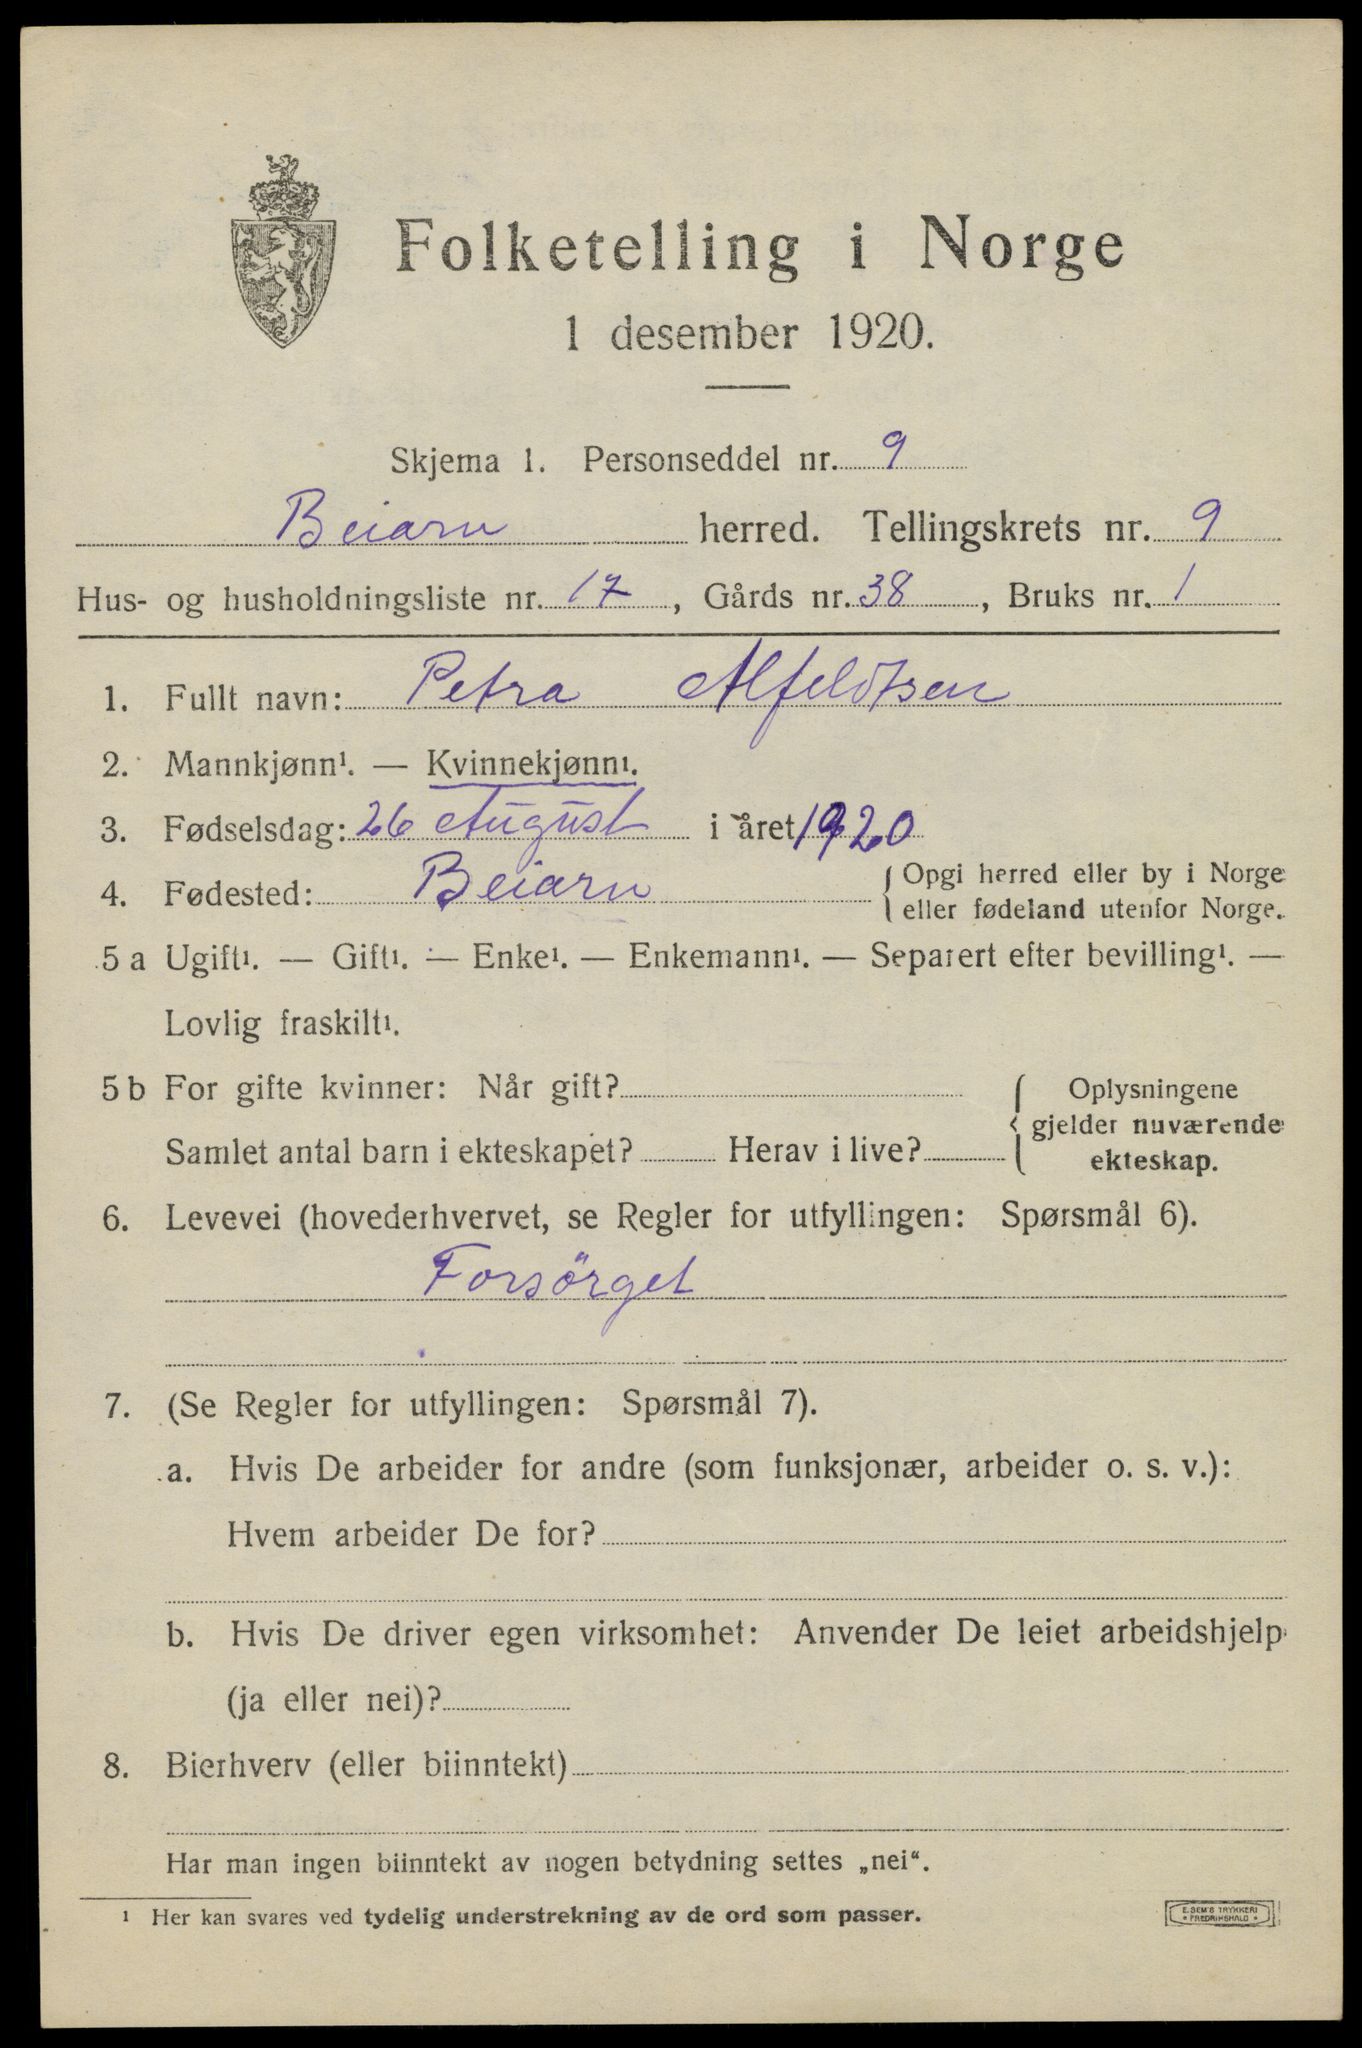 Folketelling i Norge
1 desember 1920.
Skjema 1. Personseddel nr. 9
Beiarn herred. Tellingskrets nr. 9
Hus- og husholdningsliste nr. 17, Gårds nr. 38, Bruks nr. 1
1. Fullt navn: Petra Alfeldtsen
2. Mannkjønn¹. — Kvinnekjønn¹.
3. Fødselsdag: 26 August i året 1920
4. Fødested: Beiarn { Opgi herred eller by i Norge
eller fødeland utenfor Norge.
5 a Ugift¹. — Gift¹. — Enke¹. — Enkemann¹. — Separert efter bevilling¹. —
Lovlig fraskilt¹.
5 b For gifte kvinner: Når gift?
Samlet antal barn i ekteskapet? Herav i live?
{ Oplysningene
gjelder nuværende
ekteskap.
6. Levevei (hovederhvervet, se Regler for utfyllingen: Spørsmål 6).
Forsörget
7. (Se Regler for utfyllingen: Spørsmål 7).
a. Hvis De arbeider for andre (som funksjonær, arbeider o. s. v.):
Hvem arbeider De for?
b. Hvis De driver egen virksomhet: Anvender De leiet arbeidshjelp
(ja eller nei)?
8. Bierhverv (eller biinntekt)
Har man ingen biinntekt av nogen betydning settes „nei“.
¹ Her kan svares ved tydelig understrekning av de ord som passer.
E. SEM'S TRYKKERI
* FREDRIKSHALD *